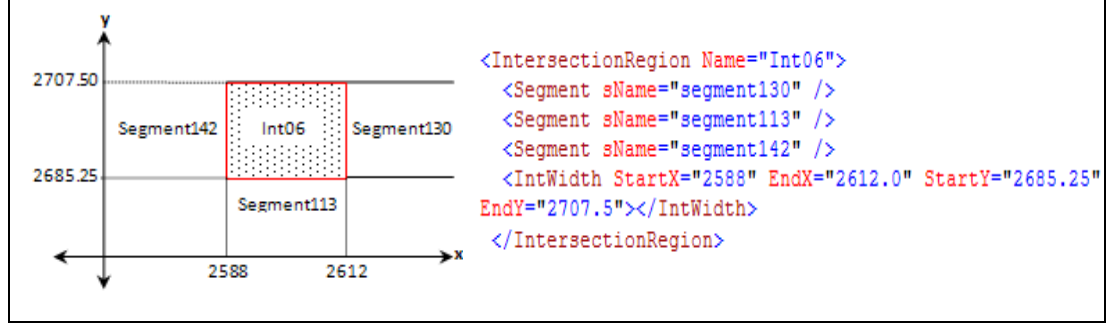 y
2707.50
Segment142
Int06
Segment130
2685.25
Segment113
x
2588
2612
<IntersectionRegion Name="Int06">
<Segment sName="segment130" />
<Segment sName="segment113" />
<Segment sName="segment142" />
<IntWidth StartX="2588" EndX="2612.0" StartY="2685.25"
EndY="2707.5"></IntWidth>
</IntersectionRegion>